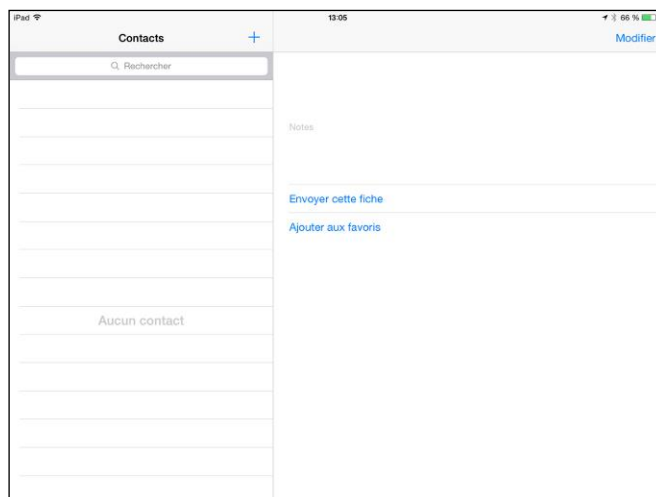 iPad 13:05 66 %
Contacts + Modifier
Rechercher
Notes
Envoyer cette fiche
Ajouter aux favoris
Aucun contact